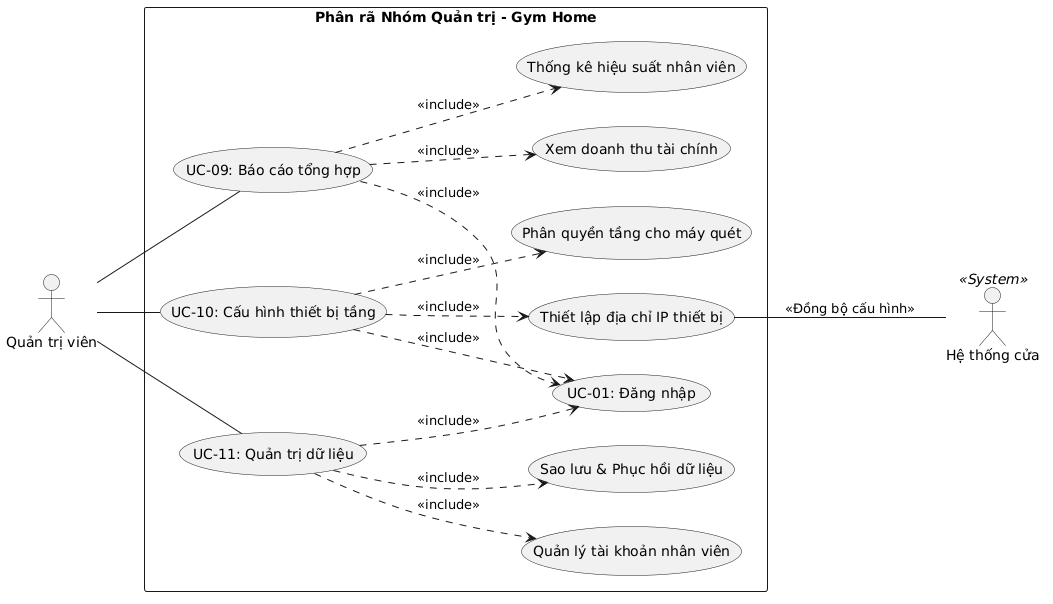 Phân rã Nhóm Quản trị - Gym Home
Thống kê hiệu suất nhân viên
«include»
Xem doanh thu tài chính
«include»
UC-09: Báo cáo tổng hợp
«include»
Phân quyền tầng cho máy quét
«include»
«System»
UC-10: Cấu hình thiết bị tầng
«include»
Thiết lập địa chỉ IP thiết bị
«Đồng bộ cấu hình»
Quản trị viên
«include»
Hệ thống cửa
UC-01: Đăng nhập
«include»
UC-11: Quản trị dữ liệu
«include»
Sao lưu & Phục hồi dữ liệu
«include»
Quản lý tài khoản nhân viên